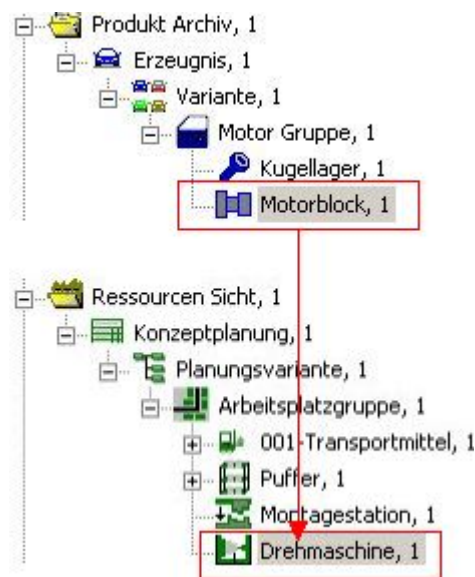 Produkt Archiv, 1
Erzeugnis, 1
Variante, 1
Motor Gruppe, 1
Kugellager, 1
Motorblock, 1
Ressourcen Sicht, 1
Konzeptplanung, 1
Planungsvariante, 1
Arbeitsplatzgruppe, 1
001-Transportmittel, 1
Puffer, 1
Montagestation, 1
Drehmaschine, 1